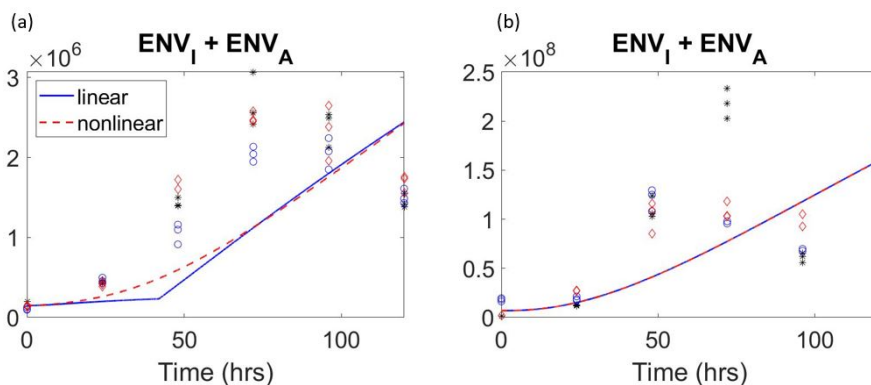 (a)
ENV_I + ENV_A
×10^6
3
2
1
0
linear
nonlinear
0
50
100
Time (hrs)
(b)
ENV_I + ENV_A
×10^8
2.5
2
1.5
1
0.5
0
0
50
100
Time (hrs)